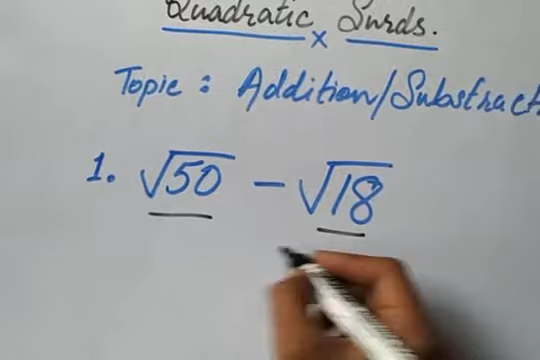 Quadratic Surds.
x
Topic : Addition/Substract
1. √50 - √18